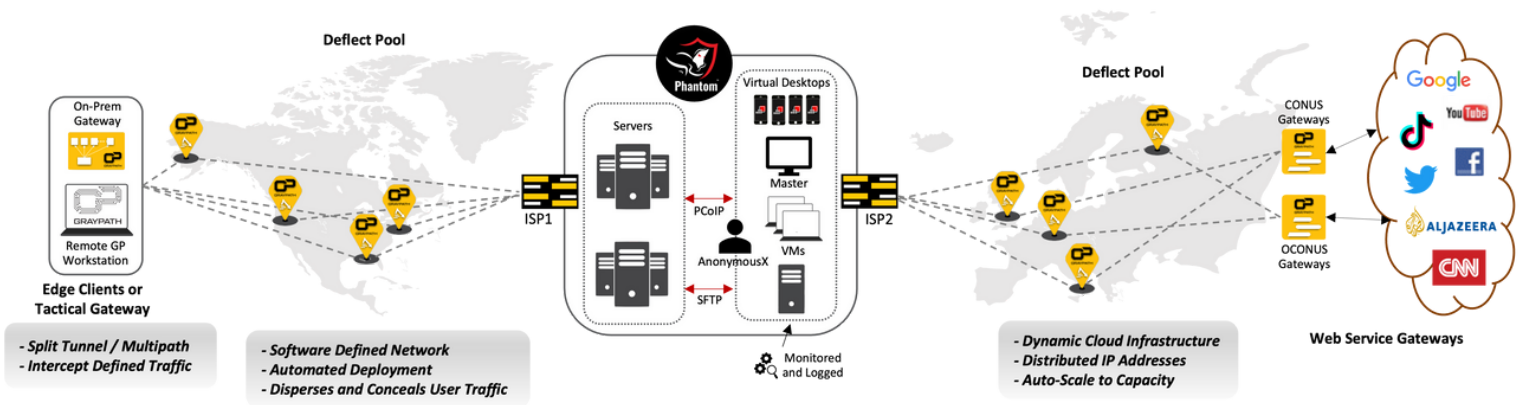 Deflect Pool
On-Prem
Gateway
GRAYPATH
Remote GP
Workstation
Edge Clients or
Tactical Gateway
- Split Tunnel / Multipath
- Intercept Defined Traffic
- Software Defined Network
- Automated Deployment
- Disperses and Conceals User Traffic
ISP1
Phantom
Servers
Virtual Desktops
Master
PCoIP
AnonymousX
VMs
SFTP
Monitored
and Logged
ISP2
Deflect Pool
- Dynamic Cloud Infrastructure
- Distributed IP Addresses
- Auto-Scale to Capacity
CONUS
Gateways
OCONUS
Gateways
Google
YouTube
ALJAZEERA
CNN
Web Service Gateways